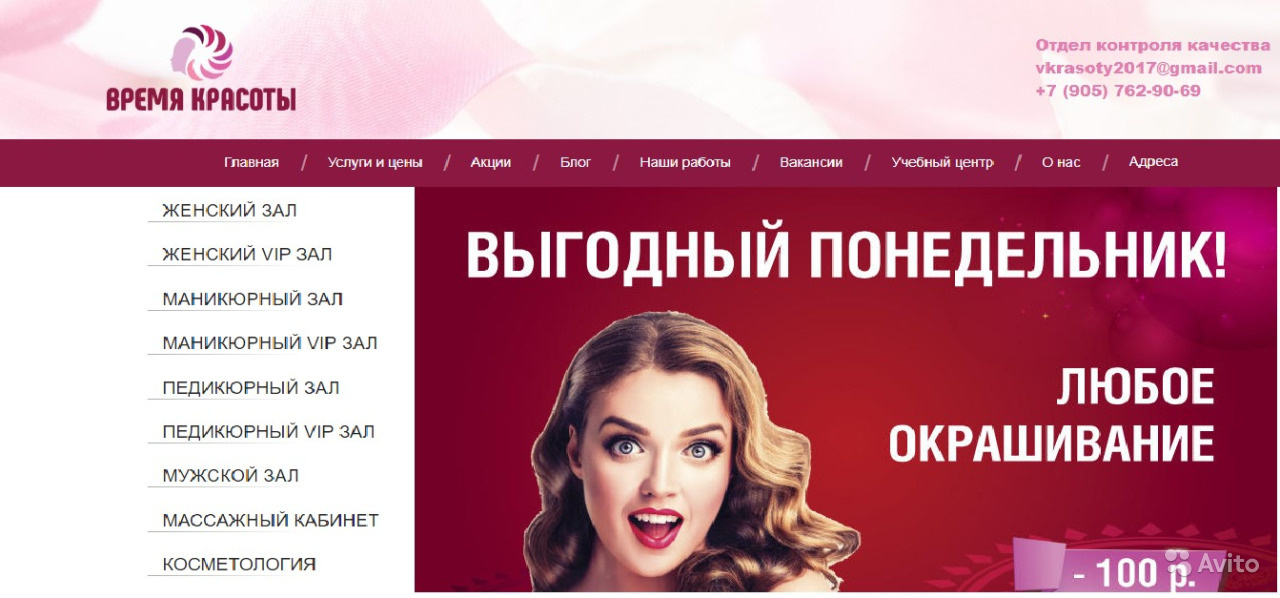 ВРЕМЯ КРАСОТЫ
Отдел контроля качества
vkrasoty2017@gmail.com
+7 (905) 762-90-69
Главная / Услуги и цены / Акции / Блог / Наши работы / Вакансии / Учебный центр / О нас / Адреса
ЖЕНСКИЙ ЗАЛ
ЖЕНСКИЙ VIP ЗАЛ
МАНИКЮРНЫЙ ЗАЛ
МАНИКЮРНЫЙ VIP ЗАЛ
ПЕДИКЮРНЫЙ ЗАЛ
ПЕДИКЮРНЫЙ VIP ЗАЛ
МУЖСКОЙ ЗАЛ
МАССАЖНЫЙ КАБИНЕТ
КОСМЕТОЛОГИЯ
ВЫГОДНЫЙ ПОНЕДЕЛЬНИК!
ЛЮБОЕ
ОКРАШИВАНИЕ
- 100 р.
Avito